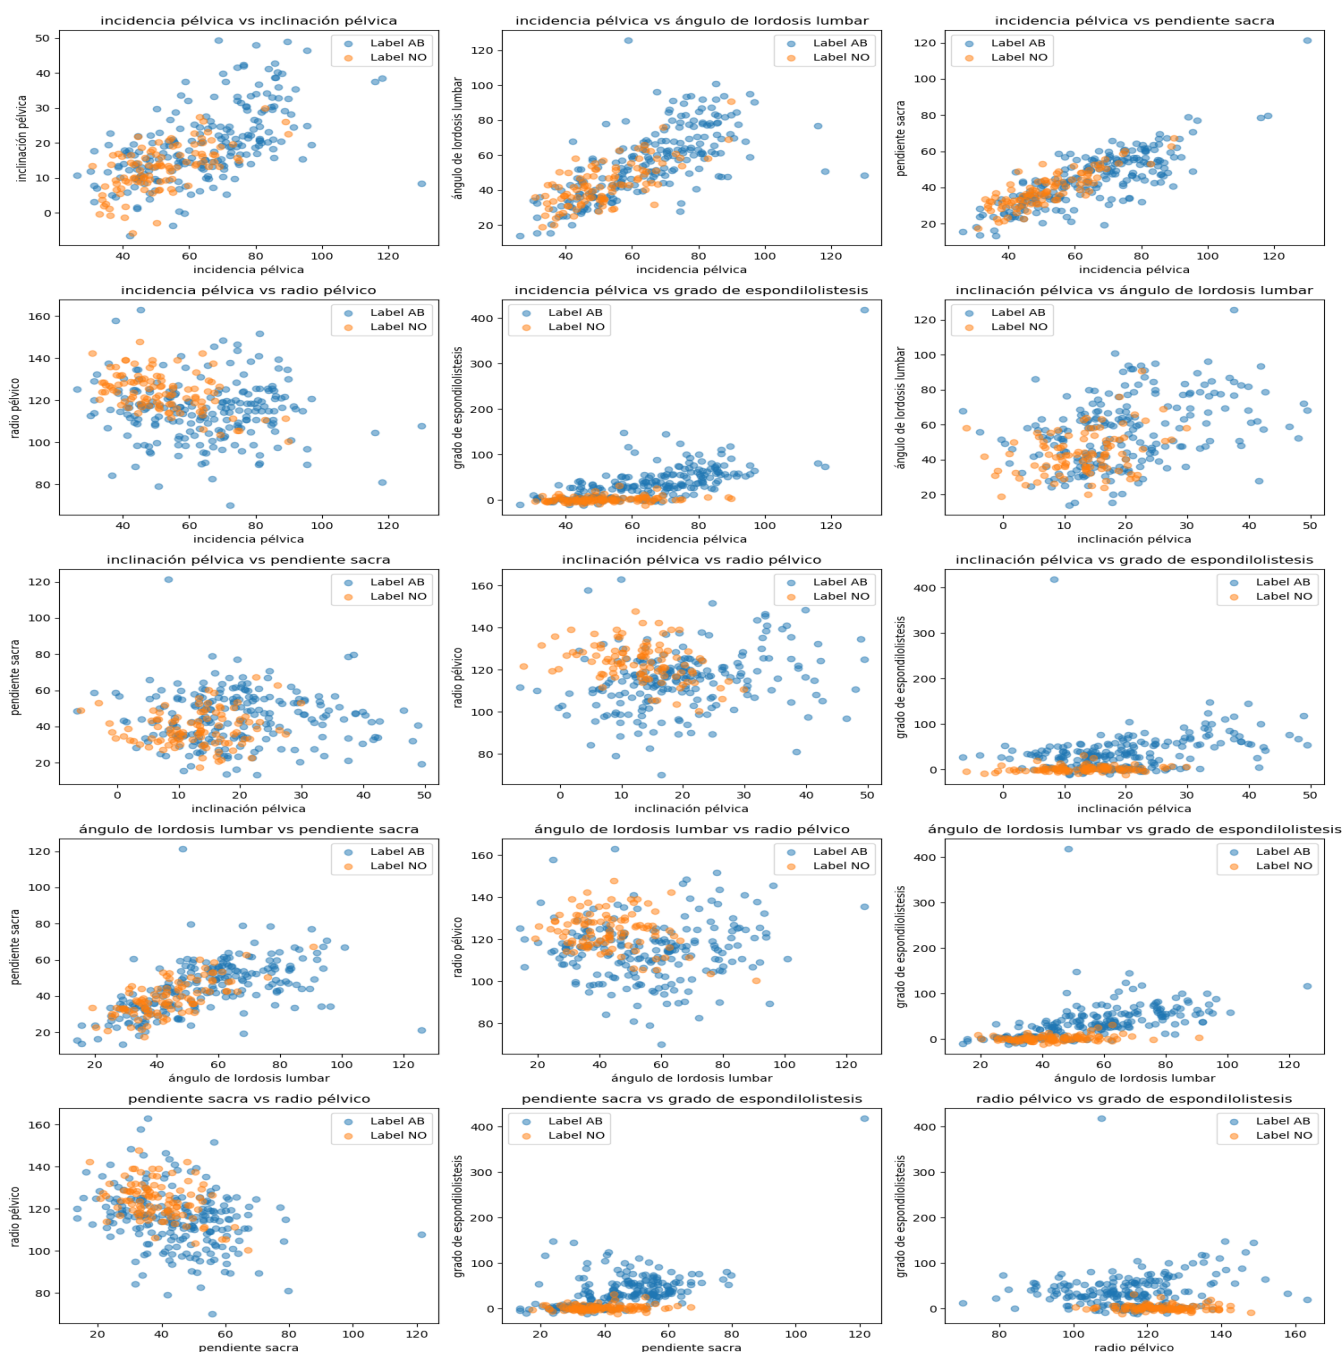 incidencia pélvica vs inclinación pélvica
Label AB
Label NO
inclinación pélvica
50
40
30
20
10
0
40 60 80 100 120
incidencia pélvica
incidencia pélvica vs ángulo de lordosis lumbar
Label AB
Label NO
ángulo de lordosis lumbar
120
100
80
60
40
20
40 60 80 100 120
incidencia pélvica
incidencia pélvica vs pendiente sacra
Label AB
Label NO
pendiente sacra
120
100
80
60
40
20
40 60 80 100 120
incidencia pélvica
incidencia pélvica vs radio pélvico
Label AB
Label NO
radio pélvico
160
140
120
100
80
40 60 80 100 120
incidencia pélvica
incidencia pélvica vs grado de espondilolistesis
Label AB
Label NO
grado de espondilolistesis
400
300
200
100
0
40 60 80 100 120
incidencia pélvica
inclinación pélvica vs ángulo de lordosis lumbar
Label AB
Label NO
ángulo de lordosis lumbar
120
100
80
60
40
20
0 10 20 30 40 50
inclinación pélvica
inclinación pélvica vs pendiente sacra
Label AB
Label NO
pendiente sacra
120
100
80
60
40
20
0 10 20 30 40 50
inclinación pélvica
inclinación pélvica vs radio pélvico
Label AB
Label NO
radio pélvico
160
140
120
100
80
0 10 20 30 40 50
inclinación pélvica
inclinación pélvica vs grado de espondilolistesis
Label AB
Label NO
grado de espondilolistesis
400
300
200
100
0
0 10 20 30 40 50
inclinación pélvica
ángulo de lordosis lumbar vs pendiente sacra
Label AB
Label NO
pendiente sacra
120
100
80
60
40
20
20 40 60 80 100 120
ángulo de lordosis lumbar
ángulo de lordosis lumbar vs radio pélvico
Label AB
Label NO
radio pélvico
160
140
120
100
80
20 40 60 80 100 120
ángulo de lordosis lumbar
ángulo de lordosis lumbar vs grado de espondilolistesis
Label AB
Label NO
grado de espondilolistesis
400
300
200
100
0
20 40 60 80 100 120
ángulo de lordosis lumbar
pendiente sacra vs radio pélvico
Label AB
Label NO
radio pélvico
160
140
120
100
80
20 40 60 80 100 120
pendiente sacra
pendiente sacra vs grado de espondilolistesis
Label AB
Label NO
grado de espondilolistesis
400
300
200
100
0
20 40 60 80 100 120
pendiente sacra
radio pélvico vs grado de espondilolistesis
Label AB
Label NO
grado de espondilolistesis
400
300
200
100
0
80 100 120 140 160
radio pélvico